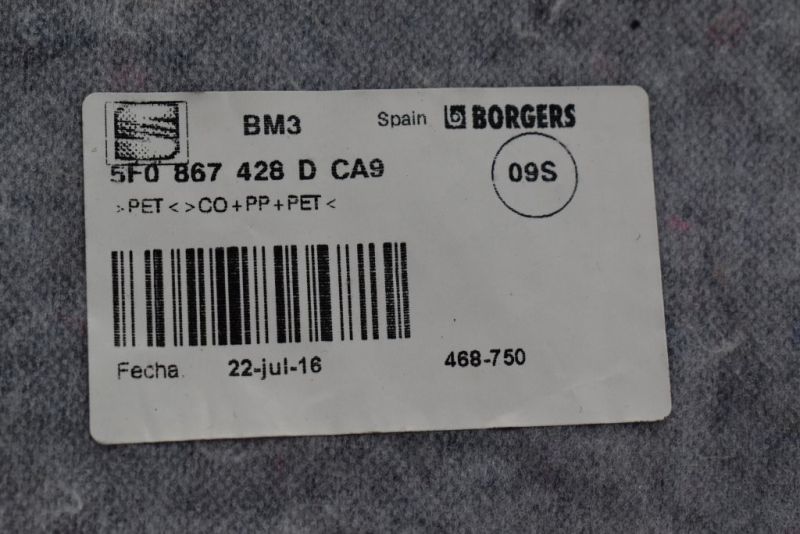 BM3 Spain BORGERS
5F0 867 428 D CA9 09S
>PET< >CO+PP+PET<
Fecha 22-jul-16 468-750